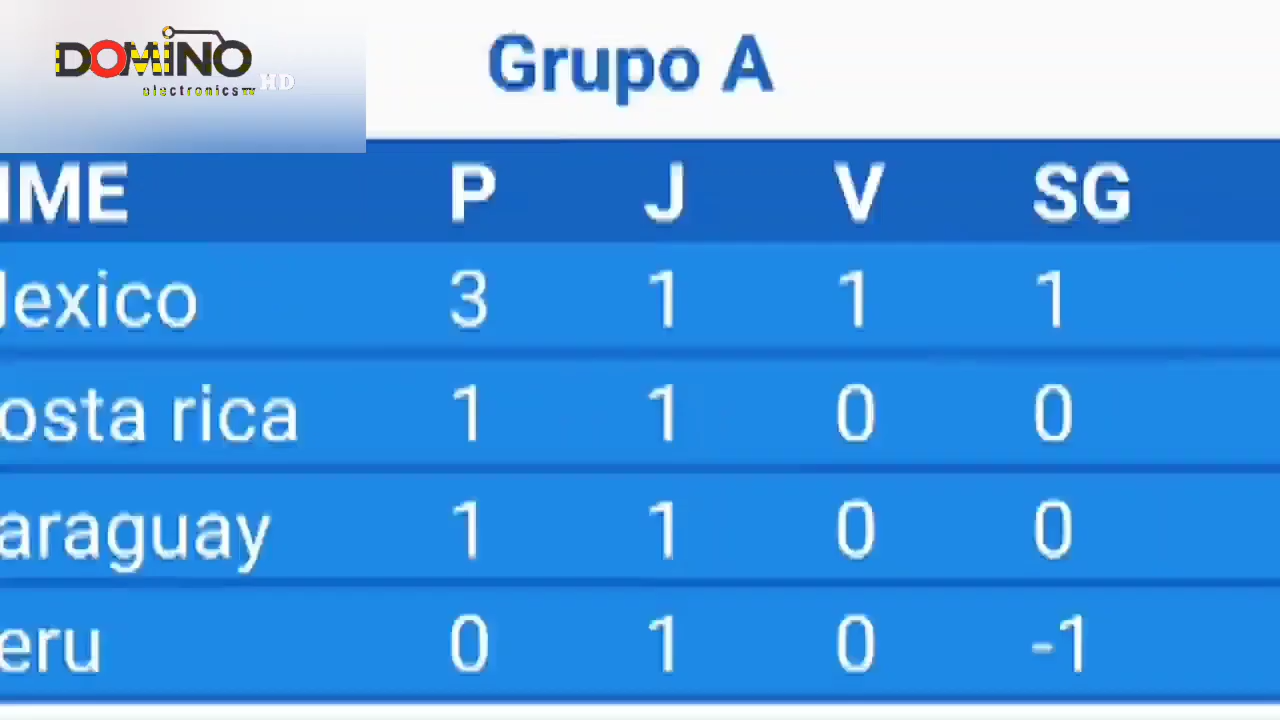 DOMiNO
electronics TV HD
Grupo A
IME P J V SG
lexico 3 1 1 1
osta rica 1 1 0 0
araguay 1 1 0 0
eru 0 1 0 -1